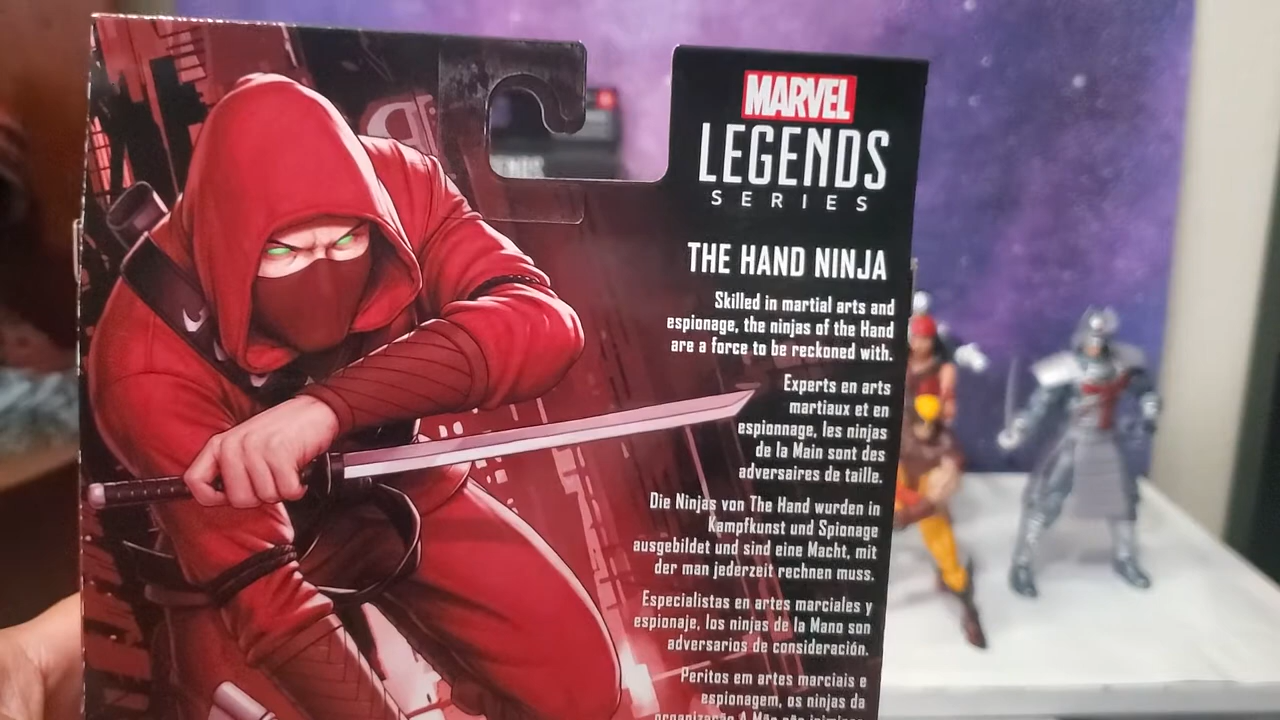 MARVEL
LEGENDS
SERIES
THE HAND NINJA
Skilled in martial arts and
espionage, the ninjas of the Hand
are a force to be reckoned with.
Experts en arts
martiaux et en
espionnage, les ninjas
de la Main sont des
adversaires de taille.
Die Ninjas von The Hand wurden in
Kampfkunst und Spionage
ausgebildet und sind eine Macht, mit
der man jederzeit rechnen muss.
Especialistas en artes marciales y
espionaje, los ninjas de la Mano son
adversarios de consideración.
Peritos em artes marciais e
espionagem, os ninjas da